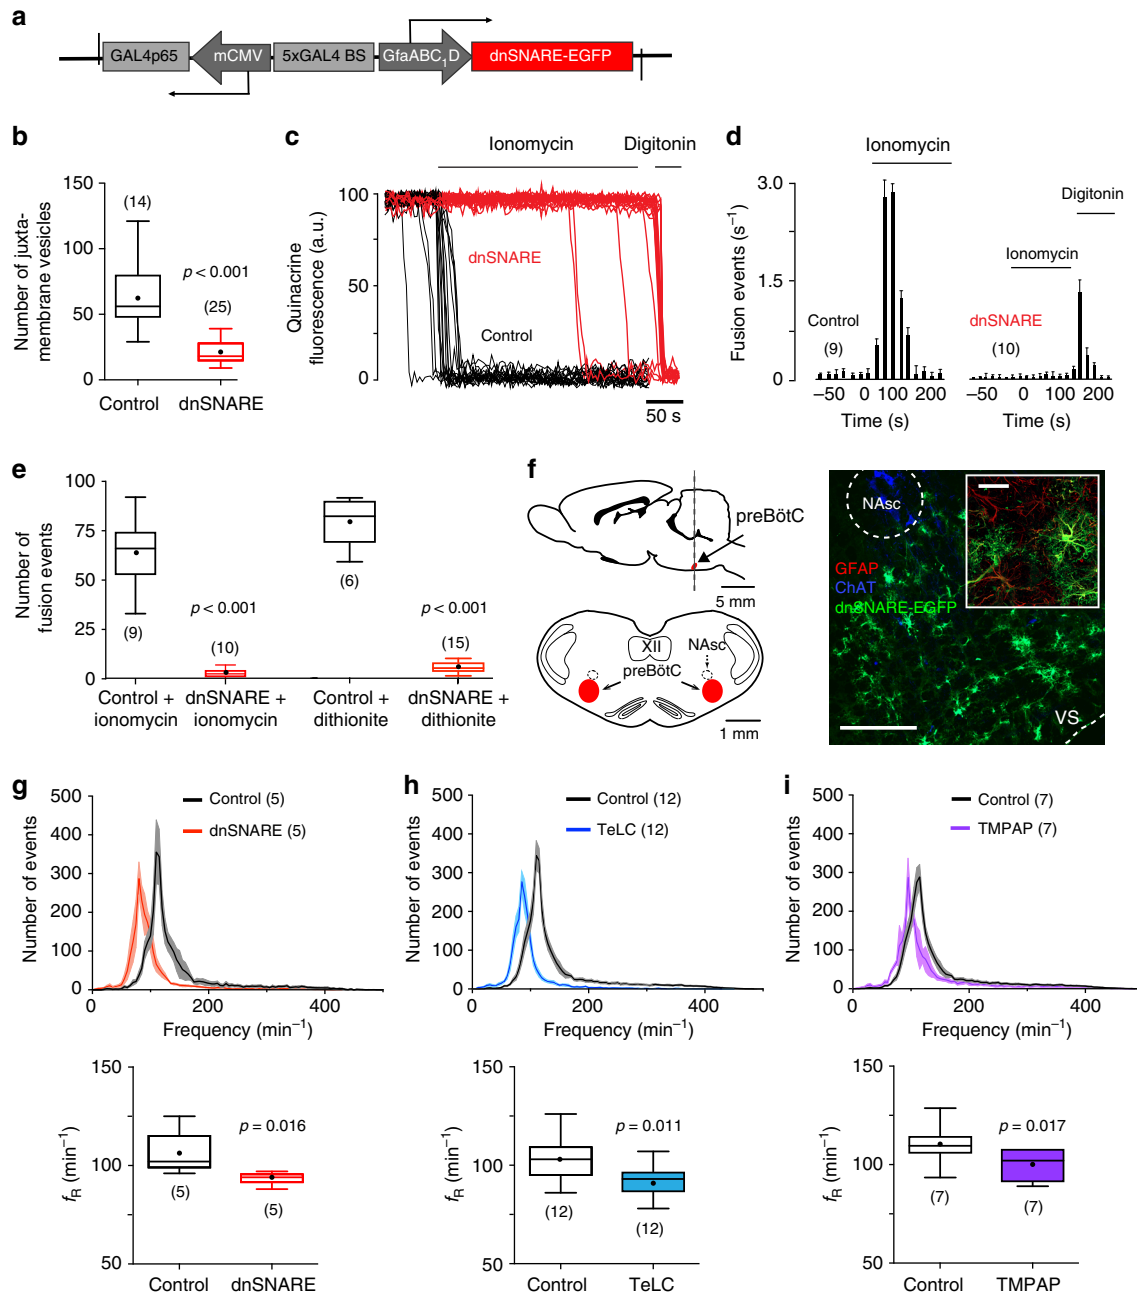 a
GAL4p65
mCMV
5xGAL4 BS
GfaABC₁D
dnSNARE-EGFP
b
Number of juxta-
membrane vesicles
150
100
50
0
(14)
p < 0.001
(25)
Control
dnSNARE
c
Ionomycin
Digitonin
Quinacrine
fluorescence (a.u.)
100
50
0
dnSNARE
Control
50 s
d
Ionomycin
Digitonin
Ionomycin
Fusion events (s⁻¹)
3.0
1.5
0
Control
(9)
dnSNARE
(10)
−50 0 100 200
−50 0 100 200
Time (s)
Time (s)
e
Number of
fusion events
100
75
50
25
0
(9)
p < 0.001
(10)
(6)
p < 0.001
(15)
Control +
ionomycin
dnSNARE +
ionomycin
Control +
dithionite
dnSNARE +
dithionite
f
preBötC
5 mm
XII
NAsc
preBötC
1 mm
NAsc
GFAP
ChAT
dnSNARE-EGFP
VS
g
Number of events
500
400
300
200
100
0
Control (5)
dnSNARE (5)
0 200 400
Frequency (min⁻¹)
h
Number of events
500
400
300
200
100
0
Control (12)
TeLC (12)
0 200 400
Frequency (min⁻¹)
i
Number of events
500
400
300
200
100
0
Control (7)
TMPAP (7)
0 200 400
Frequency (min⁻¹)
fR (min⁻¹)
150
100
50
p = 0.016
(5)
(5)
Control
dnSNARE
fR (min⁻¹)
150
100
50
p = 0.011
(12)
(12)
Control
TeLC
fR (min⁻¹)
150
100
50
p = 0.017
(7)
(7)
Control
TMPAP